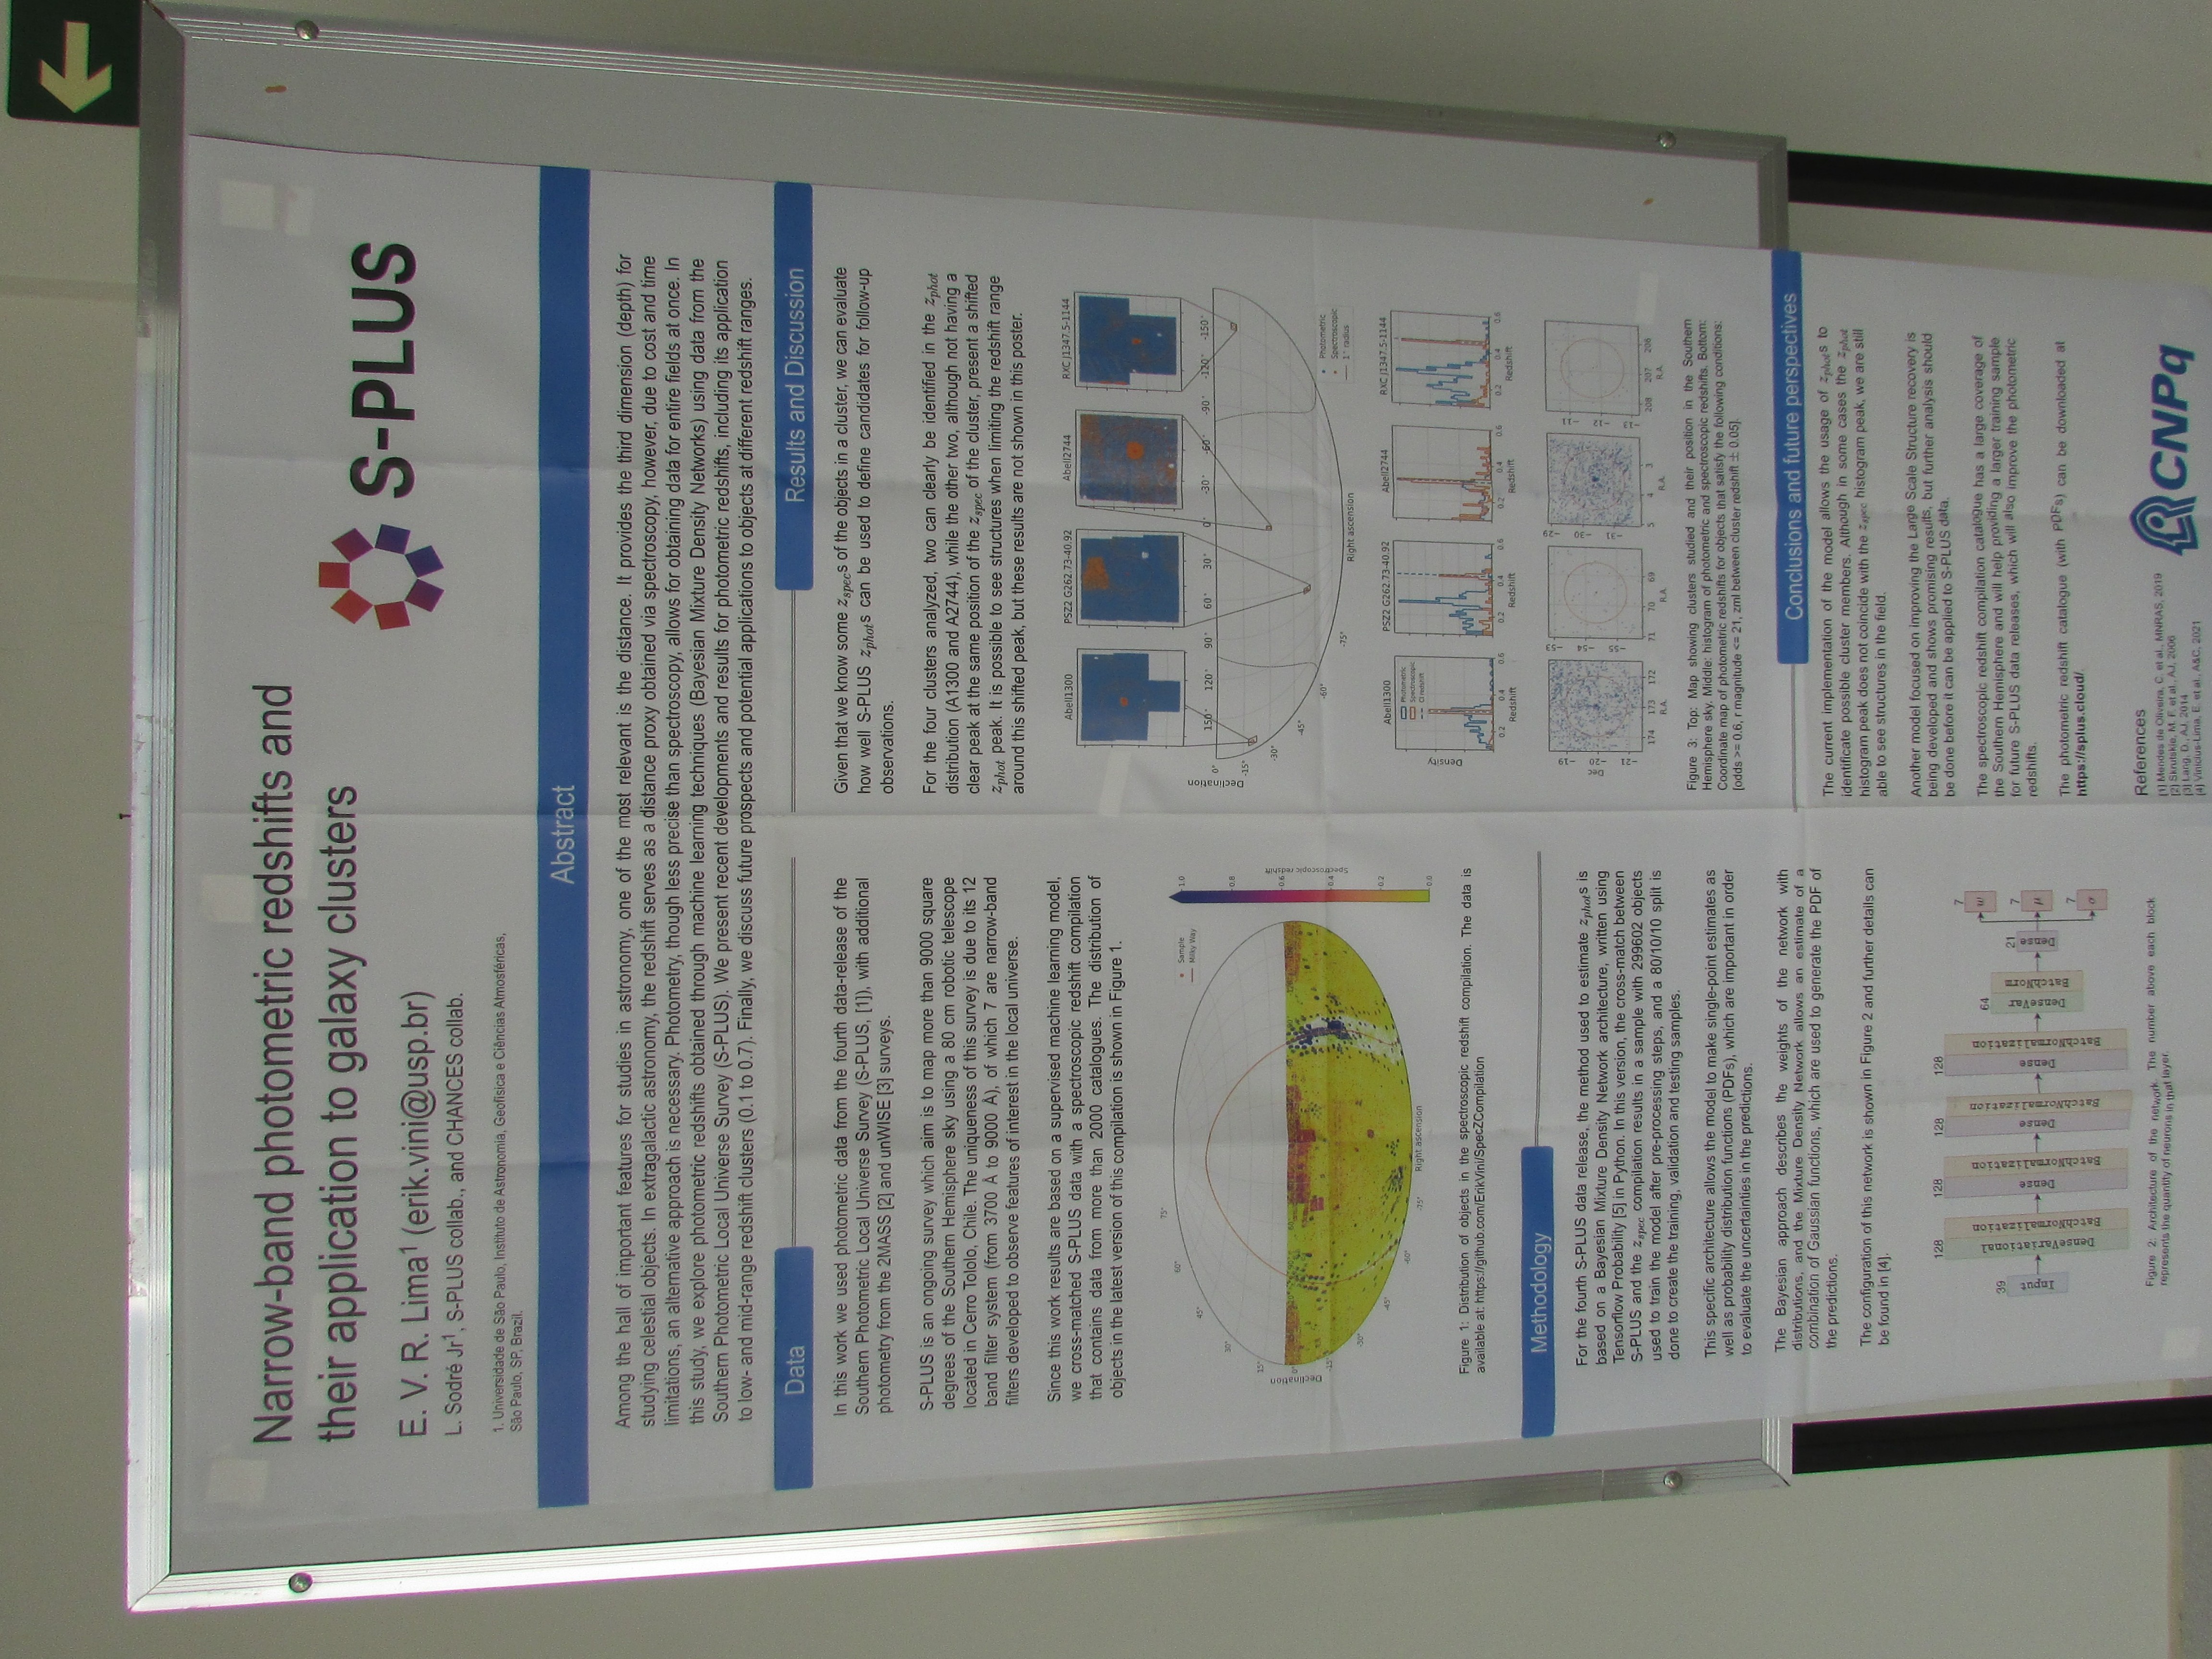 Narrow-band photometric redshifts and
their application to galaxy clusters
E. V. R. Lima¹ (erik.vini@usp.br)
L. Sodré Jr¹, S-PLUS collab., and CHANCES collab.
1. Universidade de São Paulo, Instituto de Astronomia, Geofísica e Ciências Atmosféricas,
São Paulo, SP, Brazil.
S-PLUS
Abstract
Among the hall of important features for studies in astronomy, one of the most relevant is the distance. It provides the third dimension (depth) for
studying celestial objects. In extragalactic astronomy, the redshift serves as a distance proxy obtained via spectroscopy, however, due to cost and time
limitations, an alternative approach is necessary. Photometry, though less precise than spectroscopy, allows for obtaining data for entire fields at once. In
this study, we explore photometric redshifts obtained through machine learning techniques (Bayesian Mixture Density Networks) using data from the
Southern Photometric Local Universe Survey (S-PLUS). We present recent developments and results for photometric redshifts, including its application
to low- and mid-range redshift clusters (0.1 to 0.7). Finally, we discuss future prospects and potential applications to objects at different redshift ranges.
Data
In this work we used photometric data from the fourth data-release of the
Southern Photometric Local Universe Survey (S-PLUS, [1]), with additional
photometry from the 2MASS [2] and unWISE [3] surveys.
S-PLUS is an ongoing survey which aim is to map more than 9000 square
degrees of the Southern Hemisphere sky using a 80 cm robotic telescope
located in Cerro Tololo, Chile. The uniqueness of this survey is due to its 12
band filter system (from 3700 Å to 9000 Å), of which 7 are narrow-band
filters developed to observe features of interest in the local universe.
Since this work results are based on a supervised machine learning model,
we cross-matched S-PLUS data with a spectroscopic redshift compilation
that contains data from more than 2000 catalogues. The distribution of
objects in the latest version of this compilation is shown in Figure 1.
75°
60°
45°
30°
15°
0°
-15°
-30°
-45°
-60°
-75°
Declination
Right ascension
Sample
Milky Way
1.0
0.8
0.6
0.4
0.2
0.0
Spectroscopic redshift
Figure 1: Distribution of objects in the spectroscopic redshift compilation. The data is
available at: https://github.com/ErikVini/SpecZCompilation
Methodology
For the fourth S-PLUS data release, the method used to estimate zphots is
based on a Bayesian Mixture Density Network architecture, written using
Tensorflow Probability [5] in Python. In this version, the cross-match between
S-PLUS and the zspec compilation results in a sample with 299602 objects
used to train the model after pre-processing steps, and a 80/10/10 split is
done to create the training, validation and testing samples.
This specific architecture allows the model to make single-point estimates as
well as probability distribution functions (PDFs), which are important in order
to evaluate the uncertainties in the predictions.
The Bayesian approach describes the weights of the network with
distributions, and the Mixture Density Network allows an estimate of a
combination of Gaussian functions, which are used to generate the PDF of
the predictions.
The configuration of this network is shown in Figure 2 and further details can
be found in [4].
39
Input
128
DenseVariational
BatchNormalization
128
Dense
BatchNormalization
128
Dense
BatchNormalization
128
Dense
BatchNormalization
64
DenseVar
BatchNorm
21
Dense
7
w
7
μ
7
σ
Figure 2: Architecture of the network. The number above each block
represents the quantity of neurons in that layer.
Results and Discussion
Given that we know some zspecs of the objects in a cluster, we can evaluate
how well S-PLUS zphots can be used to define candidates for follow-up
observations.
For the four clusters analyzed, two can clearly be identified in the zphot
distribution (A1300 and A2744), while the other two, although not having a
clear peak at the same position of the zspec of the cluster, present a shifted
zphot peak. It is possible to see structures when limiting the redshift range
around this shifted peak, but these results are not shown in this poster.
Abell1300 PSZ2 G262.73-40.92 Abell2744 RXC J1347.5-1144
150° 120° 90° 60° 30° 0° -30° -60° -90° -120° -150°
Declination
0°
-15°
-30°
-45°
-60°
-75°
Right ascension
Photometric
Spectroscopic
1° radius
Abell1300 PSZ2 G262.73-40.92 Abell2744 RXC J1347.5-1144
Photometric
Spectroscopic
Cl redshift
Density
0.2 0.4 0.6 0.2 0.4 0.6 0.2 0.4 0.6 0.2 0.4 0.6
Redshift Redshift Redshift Redshift
Dec
-19
-20
-21
-53
-54
-55
-29
-30
-31
-11
-12
-13
174 173 172 71 70 69 5 4 3 208 207 206
R.A. R.A. R.A. R.A.
Figure 3: Top: Map showing clusters studied and their position in the Southern
Hemisphere sky. Middle: histogram of photometric and spectroscopic redshifts. Bottom:
Coordinate map of photometric redshifts for objects that satisfy the following conditions:
[odds >= 0.6, r magnitude <= 21, zml between cluster redshift ± 0.05].
Conclusions and future perspectives
The current implementation of the model allows the usage of zphots to
identificate possible cluster members. Although in some cases the zphot
histogram peak does not coincide with the zspec histogram peak, we are still
able to see structures in the field.
Another model focused on improving the Large Scale Structure recovery is
being developed and shows promising results, but further analysis should
be done before it can be applied to S-PLUS data.
The spectroscopic redshift compilation catalogue has a large coverage of
the Southern Hemisphere and will help providing a larger training sample
for future S-PLUS data releases, which will also improve the photometric
redshifts.
The photometric redshift catalogue (with PDFs) can be downloaded at
https://splus.cloud/.
References
[1] Mendes de Oliveira, C. et al., MNRAS, 2019
[2] Skrutskie, M. F. et al., AJ, 2006
[3] Lang, D., AJ, 2014
[4] Vinicius-Lima, E. et al., A&C, 2021
CNPq